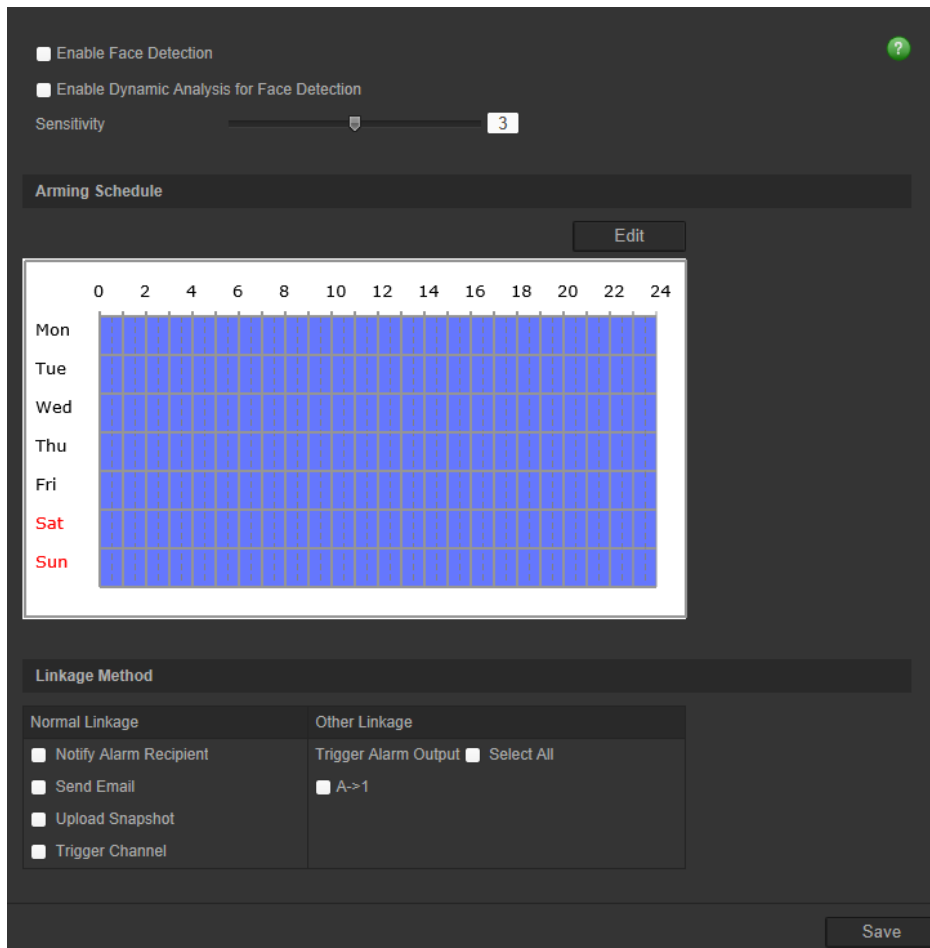 Enable Face Detection
?
Enable Dynamic Analysis for Face Detection
Sensitivity 3
Arming Schedule
Edit
0 2 4 6 8 10 12 14 16 18 20 22 24
Mon
Tue
Wed
Thu
Fri
Sat
Sun
Linkage Method
Normal Linkage Other Linkage
Notify Alarm Recipient Trigger Alarm Output Select All
Send Email A->1
Upload Snapshot
Trigger Channel
Save